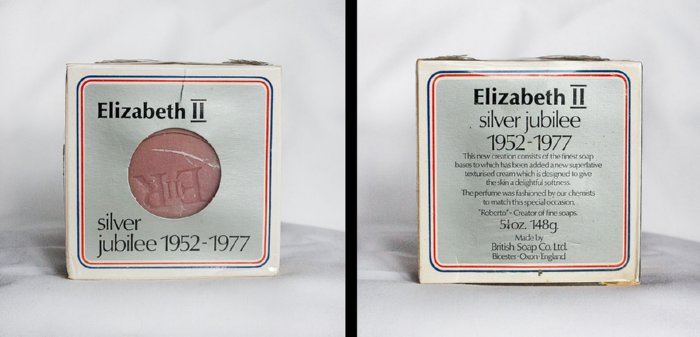 Elizabeth II
EIIR
silver
jubilee 1952-1977
Elizabeth II
silver jubilee
1952-1977
This new creation consists of the finest soap
bases to which has been added a new superlative
texturised cream which is designed to give
the skin a delightful softness.
The perfume was fashioned by our chemists
to match this special occasion.
"Roberta"- Creator of fine soaps.
5¼oz. 148g.
Made by
British Soap Co. Ltd.
Bicester·Oxon·England